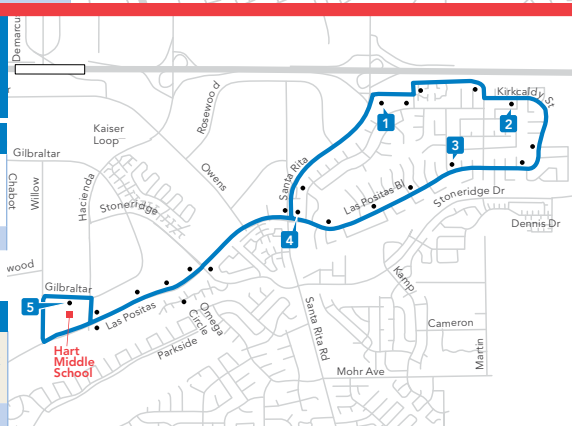 Demarcu
Kirkcaldy St
Rosewood
1
2
Kaiser
Loop
3
Gilbraltar
Owens
Santa Rita
Chabot
Willow
Hacienda
Stoneridge
Las Positas Bl
Stoneridge Dr
Dennis Dr
4
wood
Kamp
Gilbraltar
5
Las Positas
Omega
Circle
Santa Rita Rd
Cameron
Hart
Middle
School
Parkside
Martin
Mohr Ave